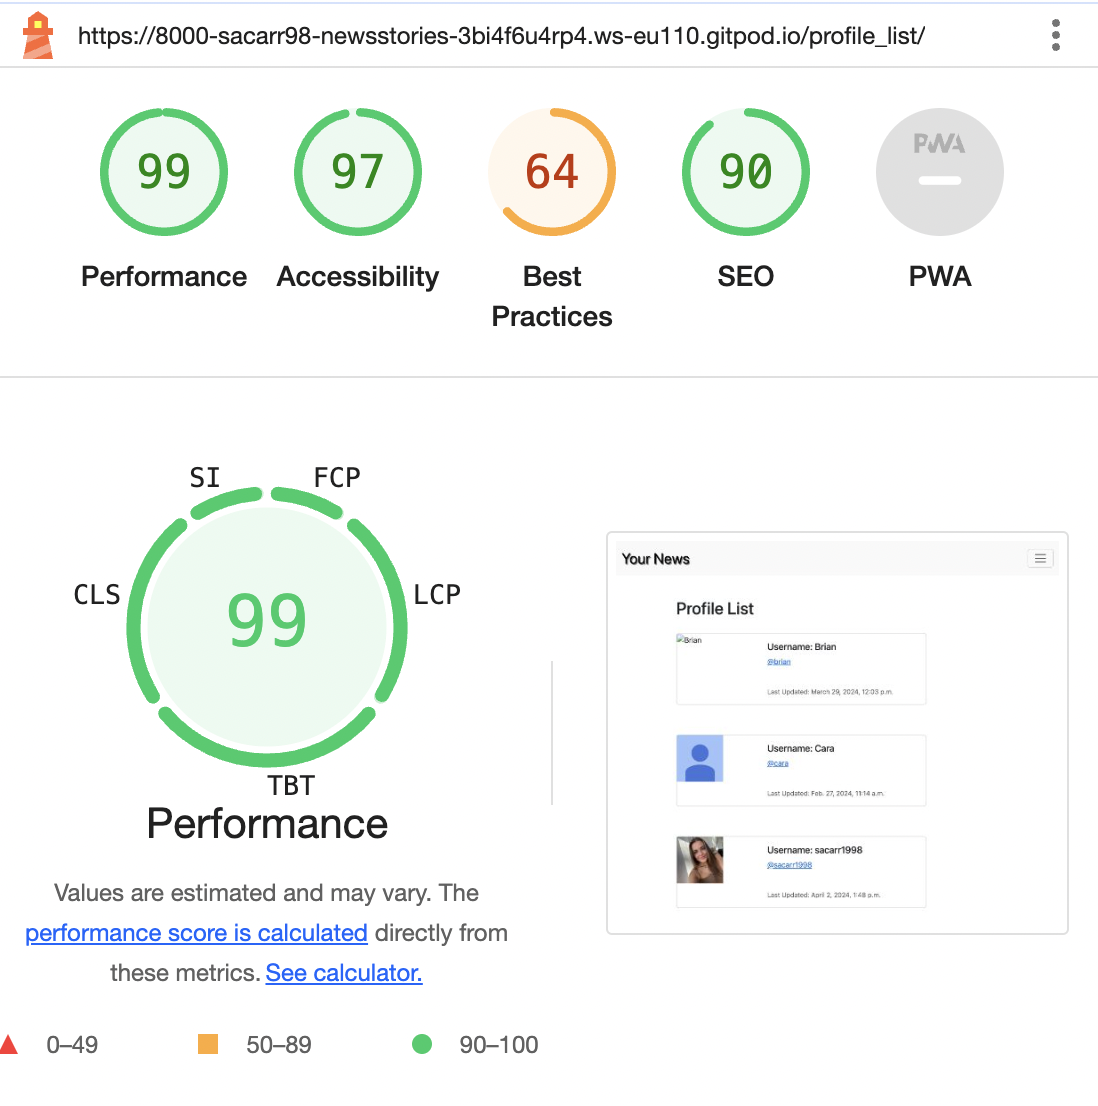 https://8000-sacarr98-newsstories-3bi4f6u4rp4.ws-eu110.gitpod.io/profile_list/
99
97
64
90
PWA
Performance
Accessibility
Best
Practices
SEO
PWA
SI
FCP
CLS
LCP
99
TBT
Performance
Values are estimated and may vary. The
performance score is calculated directly from
these metrics. See calculator.
0–49
50–89
90–100
Your News
Profile List
Brian
Username: Brian
@brian
Last Updated: March 29, 2024, 12:03 p.m.
Username: Cara
@cara
Last Updated: Feb. 27, 2024, 11:14 a.m.
Username: sacarr1998
@sacarr1998
Last Updated: April 2, 2024, 1:48 p.m.